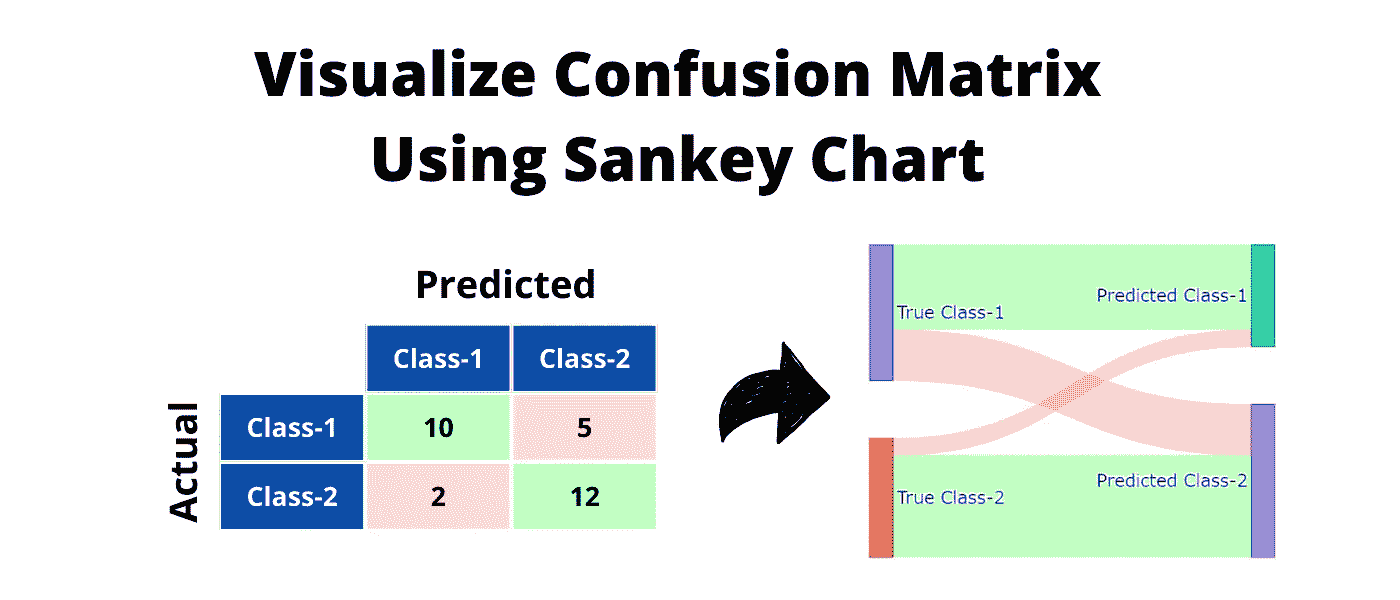 Visualize Confusion Matrix
Using Sankey Chart
Predicted
Class-1 Class-2
Actual
Class-1 10 5
Class-2 2 12
True Class-1
Predicted Class-1
True Class-2
Predicted Class-2